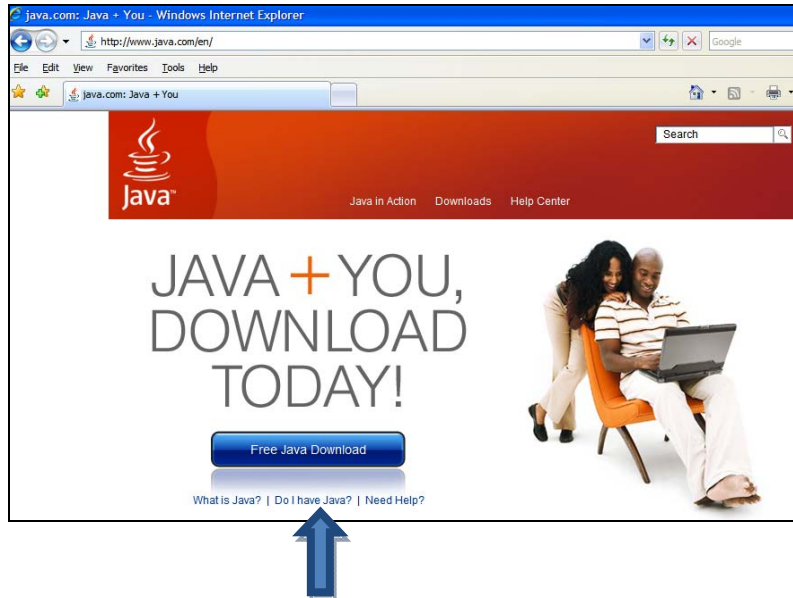 java.com: Java + You - Windows Internet Explorer
http://www.java.com/en/
Google
File Edit View Favorites Tools Help
java.com: Java + You
Search
Java™
Java in Action Downloads Help Center
JAVA + YOU,
DOWNLOAD
TODAY!
Free Java Download
What is Java? | Do I have Java? | Need Help?